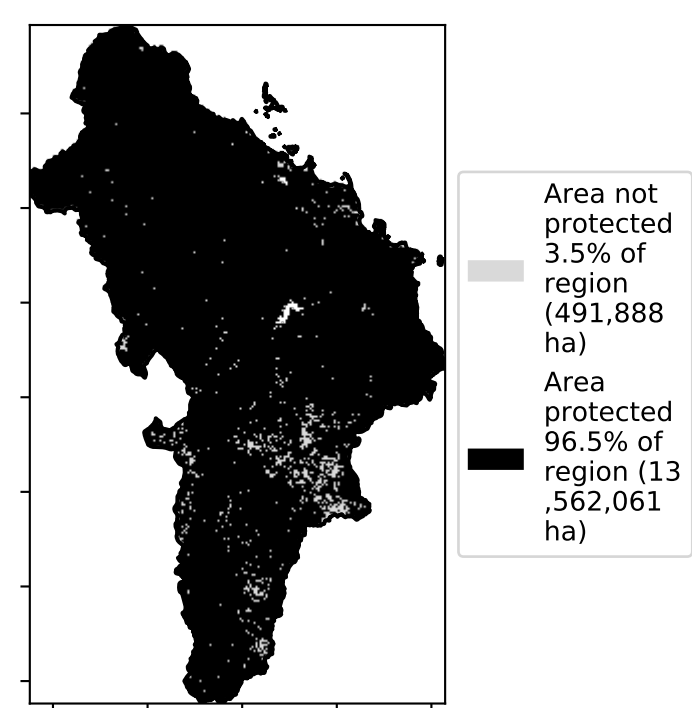 Area not
protected
3.5% of
region
(491,888
ha)
Area
protected
96.5% of
region (13
,562,061
ha)